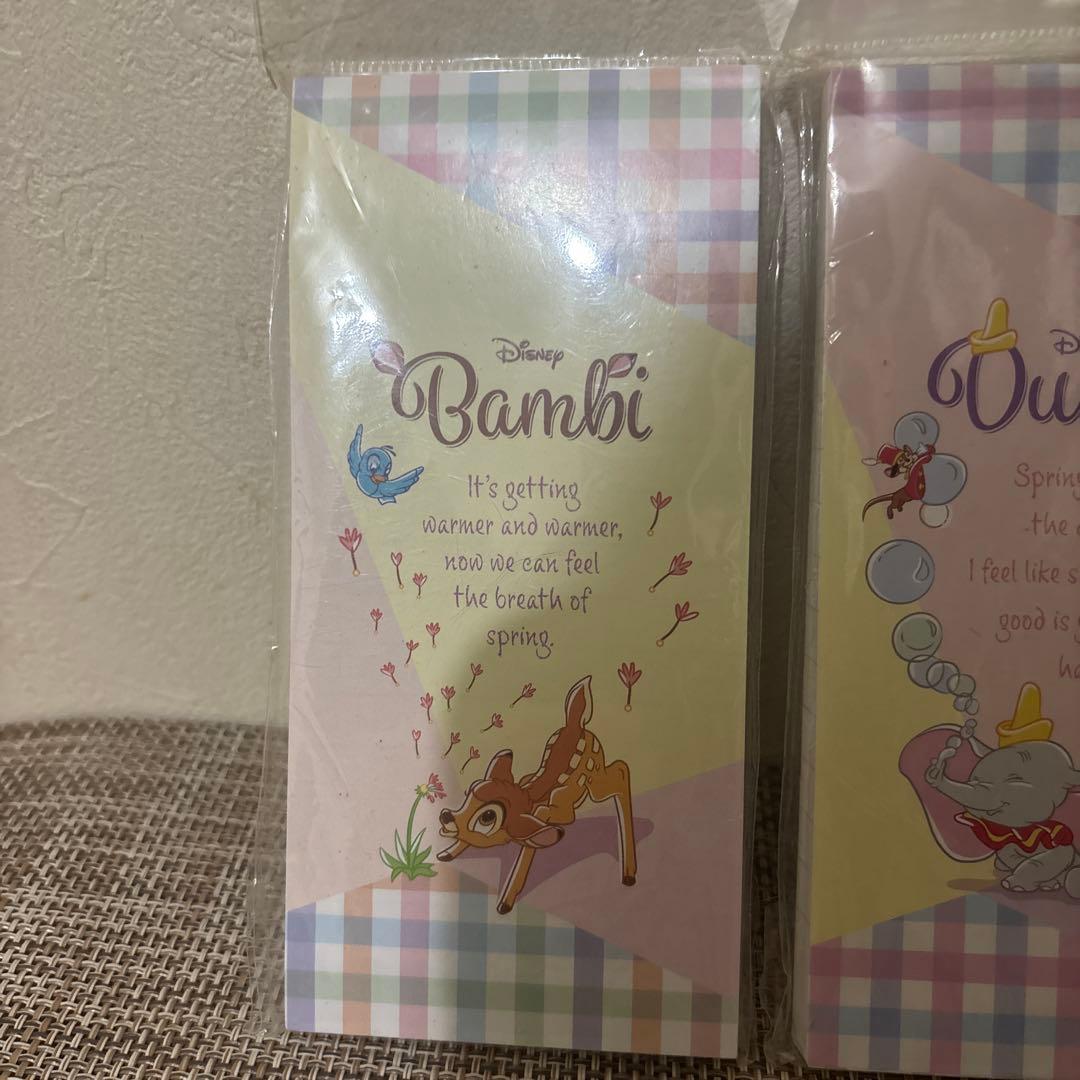 Disney
Bambi
It's getting
warmer and warmer,
now we can feel
the breath of
spring.
Spring
the
I feel like
good is